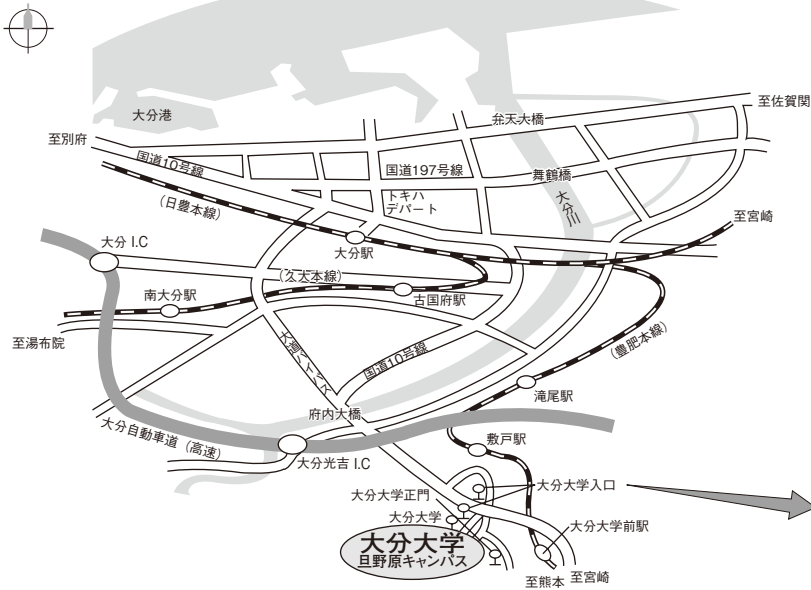 大分港
至佐賀関
弁天大橋
至別府
国道10号線
国道197号線
舞鶴橋
トキハ
デパート
大分川
(日豊本線)
至宮崎
大分 I.C
大分駅
(久大本線)
南大分駅
古国府駅
至湯布院
大道バイパス
国道10号線
(豊肥本線)
滝尾駅
府内大橋
大分自動車道(高速)
敷戸駅
大分光吉 I.C
大分大学入口
大分大学正門
大分大学
大分大学前駅
大分大学
旦野原キャンパス
至熊本
至宮崎